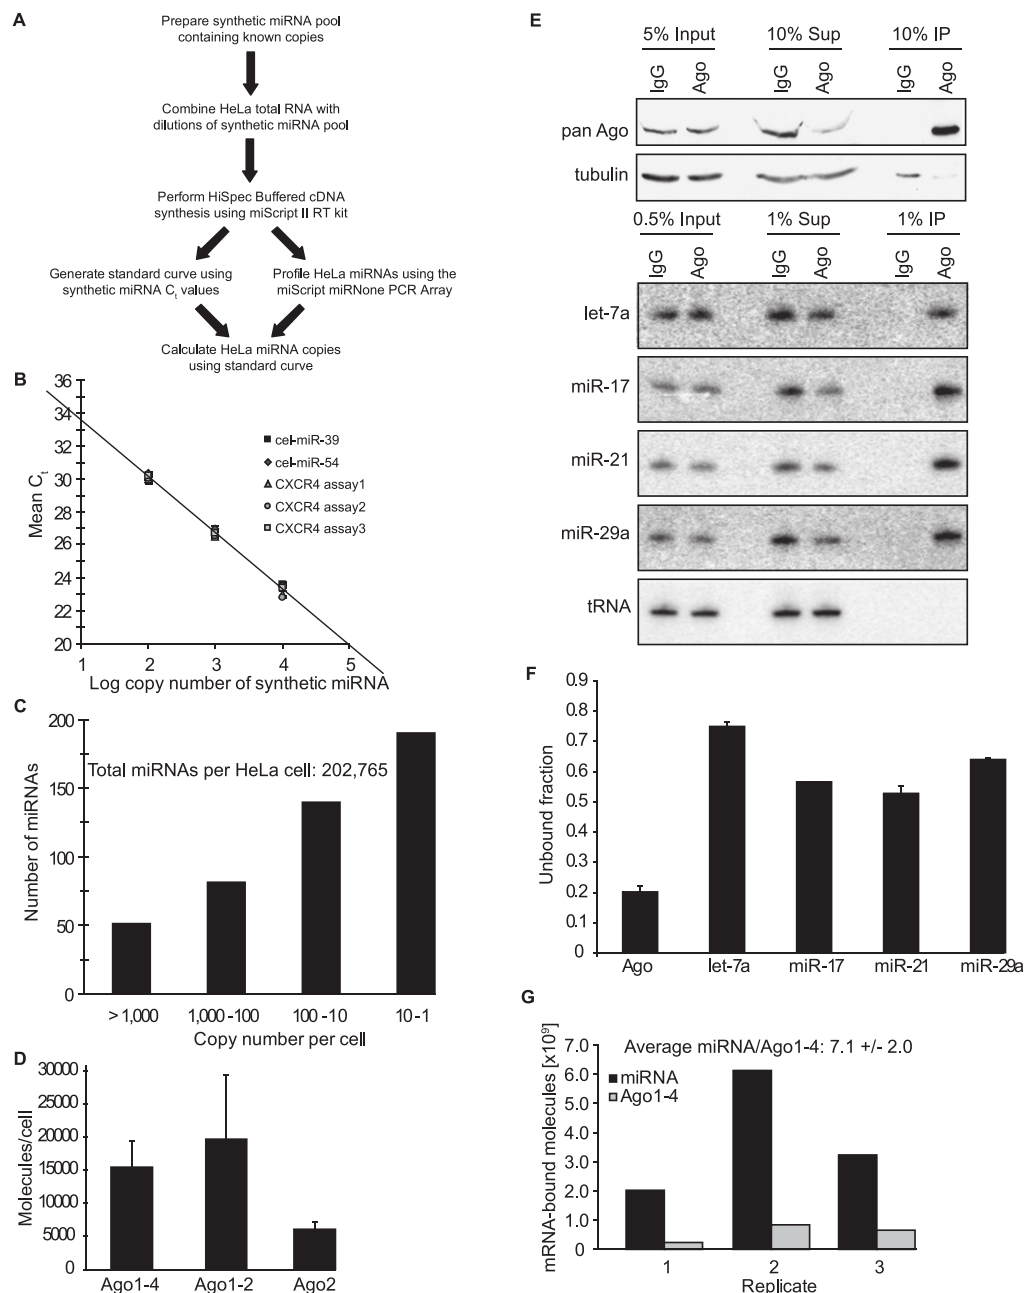 A
Prepare synthetic miRNA pool
containing known copies
Combine HeLa total RNA with
dilutions of synthetic miRNA pool
Perform HiSpec Buffered cDNA
synthesis using miScript II RT kit
Generate standard curve using
synthetic miRNA Ct values
Profile HeLa miRNAs using the
miScript miRNone PCR Array
Calculate HeLa miRNA copies
using standard curve
B
36
34
32
30
28
26
24
22
20
Mean Ct
cel-miR-39
cel-miR-54
CXCR4 assay1
CXCR4 assay2
CXCR4 assay3
1 2 3 4 5
Log copy number of synthetic miRNA
C
200
150
100
50
0
Number of miRNAs
Total miRNAs per HeLa cell: 202,765
>1,000 1,000-100 100-10 10-1
Copy number per cell
D
30000
25000
20000
15000
10000
5000
0
Molecules/cell
Ago1-4 Ago1-2 Ago2
E
5% Input 10% Sup 10% IP
IgG Ago IgG Ago IgG Ago
pan Ago
tubulin
0.5% Input 1% Sup 1% IP
IgG Ago IgG Ago IgG Ago
let-7a
miR-17
miR-21
miR-29a
tRNA
F
0.9
0.8
0.7
0.6
0.5
0.4
0.3
0.2
0.1
0
Unbound fraction
Ago let-7a miR-17 miR-21 miR-29a
G
7.0
6.0
5.0
4.0
3.0
2.0
1.0
0
mRNA-bound molecules [x10⁹]
Average miRNA/Ago1-4: 7.1 +/- 2.0
miRNA
Ago1-4
1 2 3
Replicate